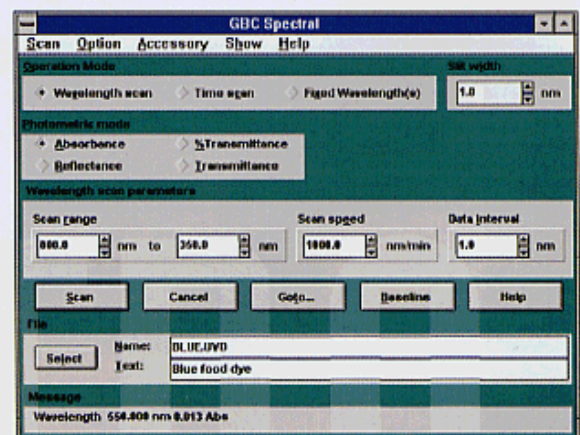 GBC Spectral
Scan Option Accessory Show Help
Operation Mode Slit width
Wavelength scan Time scan Fixed Wavelength(s) 1.0 nm
Photometric mode
Absorbance %Transmittance
Reflectance Transmittance
Wavelength scan parameters
Scan range Scan speed Data Interval
800.0 nm to 350.0 nm 1000.0 nm/min 1.0 nm
Scan Cancel Goto... Baseline Help
File
Select Name: BLUE.UVD
Text: Blue food dye
Message
Wavelength nm 0.013 Abs